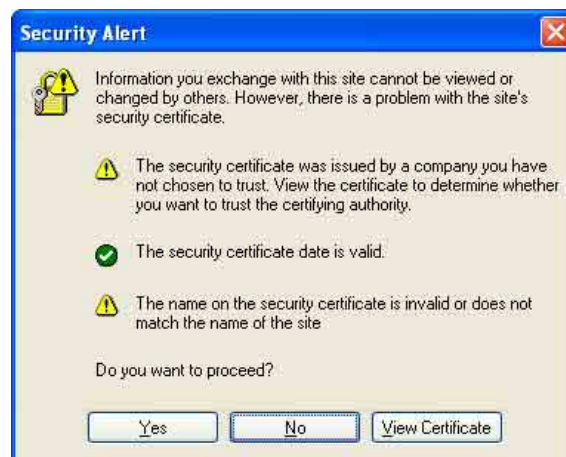 Security Alert
Information you exchange with this site cannot be viewed or
changed by others. However, there is a problem with the site's
security certificate.
The security certificate was issued by a company you have
not chosen to trust. View the certificate to determine whether
you want to trust the certifying authority.
The security certificate date is valid.
The name on the security certificate is invalid or does not
match the name of the site
Do you want to proceed?
Yes No View Certificate